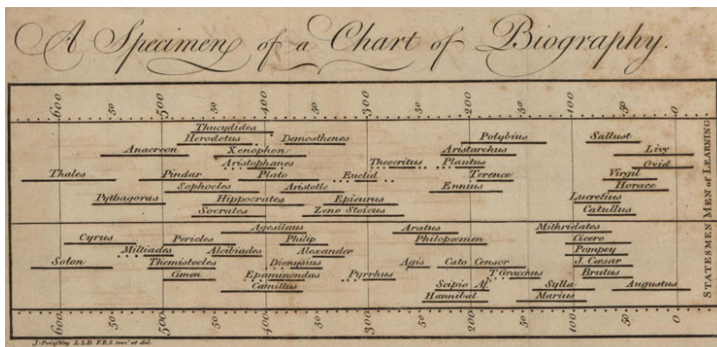 A Specimen of a Chart of Biography.
600 50 500 50 400 50 300 50 200 50 100 50 0
Thucydides
Herodotus Demosthenes Polybius Sallust
Anacreon Xenophon Aristarchus Livy
Aristophanes Theocritus Plautus Ovid
Thales Pindar Plato Euclid Terence Virgil
Sophocles Aristotle Ennius Horace
Pythagoras Hippocrates Epicurus Lucretius
Socrates Zeno Stoicus Catullus
MEN of LEARNING
Agesilaus Aratus Mithridates
Cyrus Pericles Philip Philopoemen Cicero
Miltiades Alcibiades Alexander Pompey
Solon Themistocles Dionysius Agis Cato Censor J. Cæsar
Cimon Epaminondas Pyrrhus T Gracchus Brutus
Camillus Scipio Af. Sylla Augustus
Hannibal Marius
STATESMEN
600 50 500 50 400 50 300 50 200 50 100 50 0
J. Priestley L.L.D. F.R.S. inv.t et del.